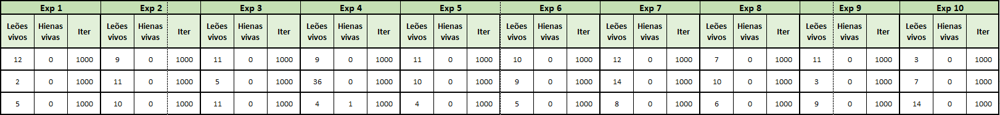 Exp 1 Exp 2 Exp 3 Exp 4 Exp 5 Exp 6 Exp 7 Exp 8 Exp 9 Exp 10
Leões vivos Hienas vivas Iter Leões vivos Hienas vivas Iter Leões vivos Hienas vivas Iter Leões vivos Hienas vivas Iter Leões vivos Hienas vivas Iter Leões vivos Hienas vivas Iter Leões vivos Hienas vivas Iter Leões vivos Hienas vivas Iter Leões vivos Hienas vivas Iter Leões vivos Hienas vivas Iter
12 0 1000 9 0 1000 11 0 1000 9 0 1000 11 0 1000 10 0 1000 12 0 1000 7 0 1000 11 0 1000 3 0 1000
2 0 1000 11 0 1000 5 0 1000 36 0 1000 10 0 1000 9 0 1000 14 0 1000 10 0 1000 3 0 1000 7 0 1000
5 0 1000 10 0 1000 11 0 1000 4 1 1000 4 0 1000 5 0 1000 8 0 1000 6 0 1000 9 0 1000 14 0 1000